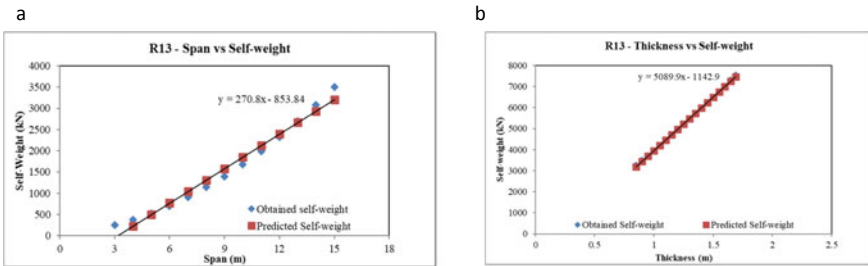 a
R13 - Span vs Self-weight
4000
3500
3000
2500
2000
1500
1000
500
0
y = 270.8x - 853.84
Self-Weight (kN)
Obtained self-weight
Predicted Self-weight
0 3 6 9 12 15 18
Span (m)
b
R13 - Thickness vs Self-weight
8000
7000
6000
5000
4000
3000
2000
1000
0
y = 5089.9x - 1142.9
Self-weight (kN)
Obtained Self-weight
Predicted Self-weight
0 0.5 1 1.5 2 2.5
Thickness (m)